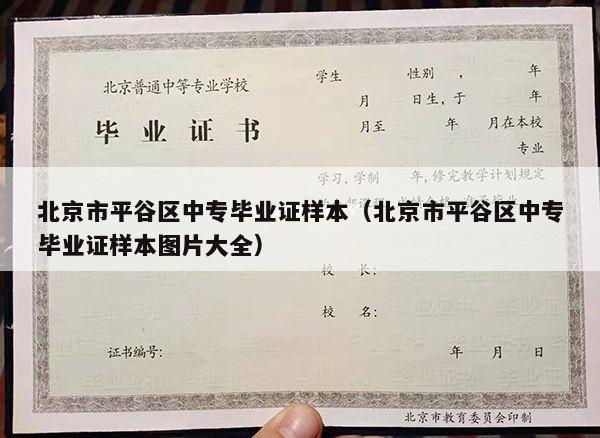 北京普通中等专业学校
毕业证书
学生 性别 , 年
月 日生，于 年
月至 年 月在本校
专业
学习，学制 年，修完教学计划规定
北京市平谷区中专毕业证样本（北京市平谷区中专
毕业证样本图片大全）
校 长：
校 名：
证书编号：
年 月 日
北京市教育委员会印制